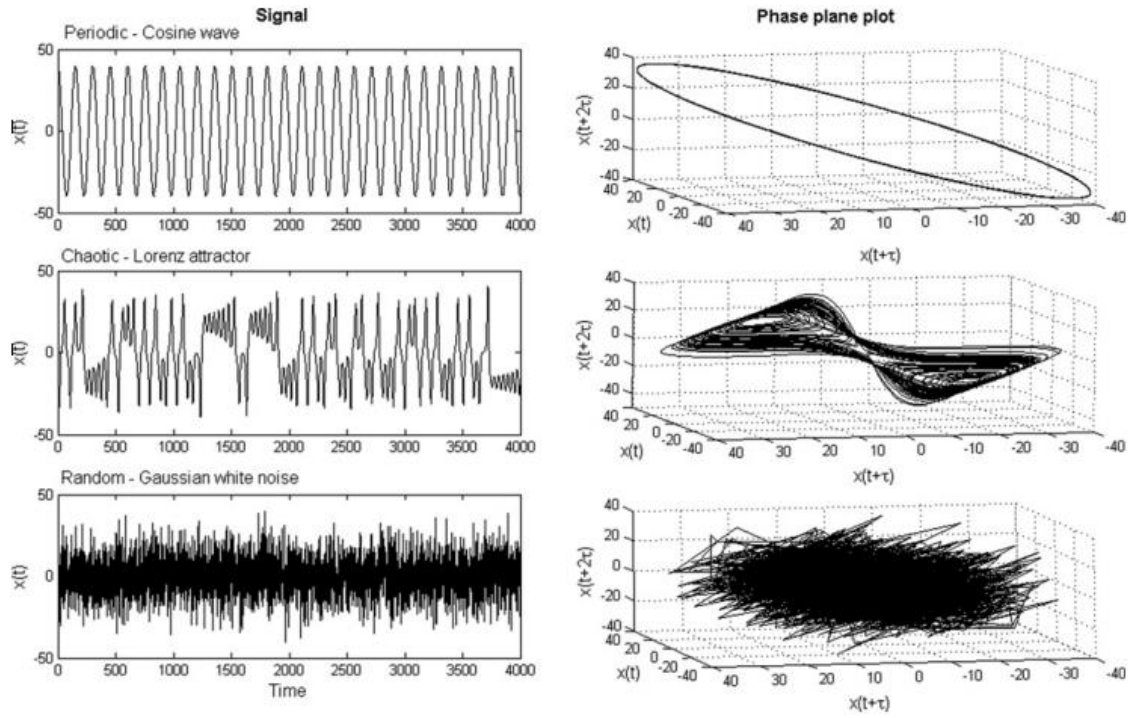 Signal
Phase plane plot
Periodic - Cosine wave
50
0
-50
x(t)
0 500 1000 1500 2000 2500 3000 3500 4000
40
20
0
-20
-40
x(t+2τ)
40 20 0 -20 -40
x(t)
40 30 20 10 0 -10 -20 -30 -40
x(t+τ)
Chaotic - Lorenz attractor
50
0
-50
x(t)
0 500 1000 1500 2000 2500 3000 3500 4000
40
20
0
-20
-40
x(t+2τ)
40 20 0 -20 -40
x(t)
40 30 20 10 0 -10 -20 -30 -40
x(t+τ)
Random - Gaussian white noise
50
0
-50
x(t)
0 500 1000 1500 2000 2500 3000 3500 4000
Time
40
20
0
-20
-40
x(t+2τ)
40 20 0 -20 -40
x(t)
40 30 20 10 0 -10 -20 -30 -40
x(t+τ)